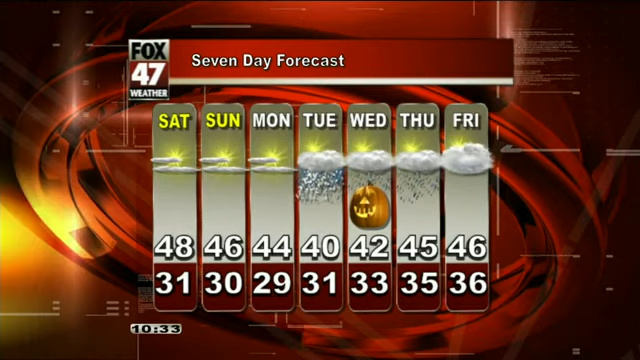 FOX
47
WEATHER
Seven Day Forecast
SAT SUN MON TUE WED THU FRI
48 46 44 40 42 45 46
31 30 29 31 33 35 36
10:33